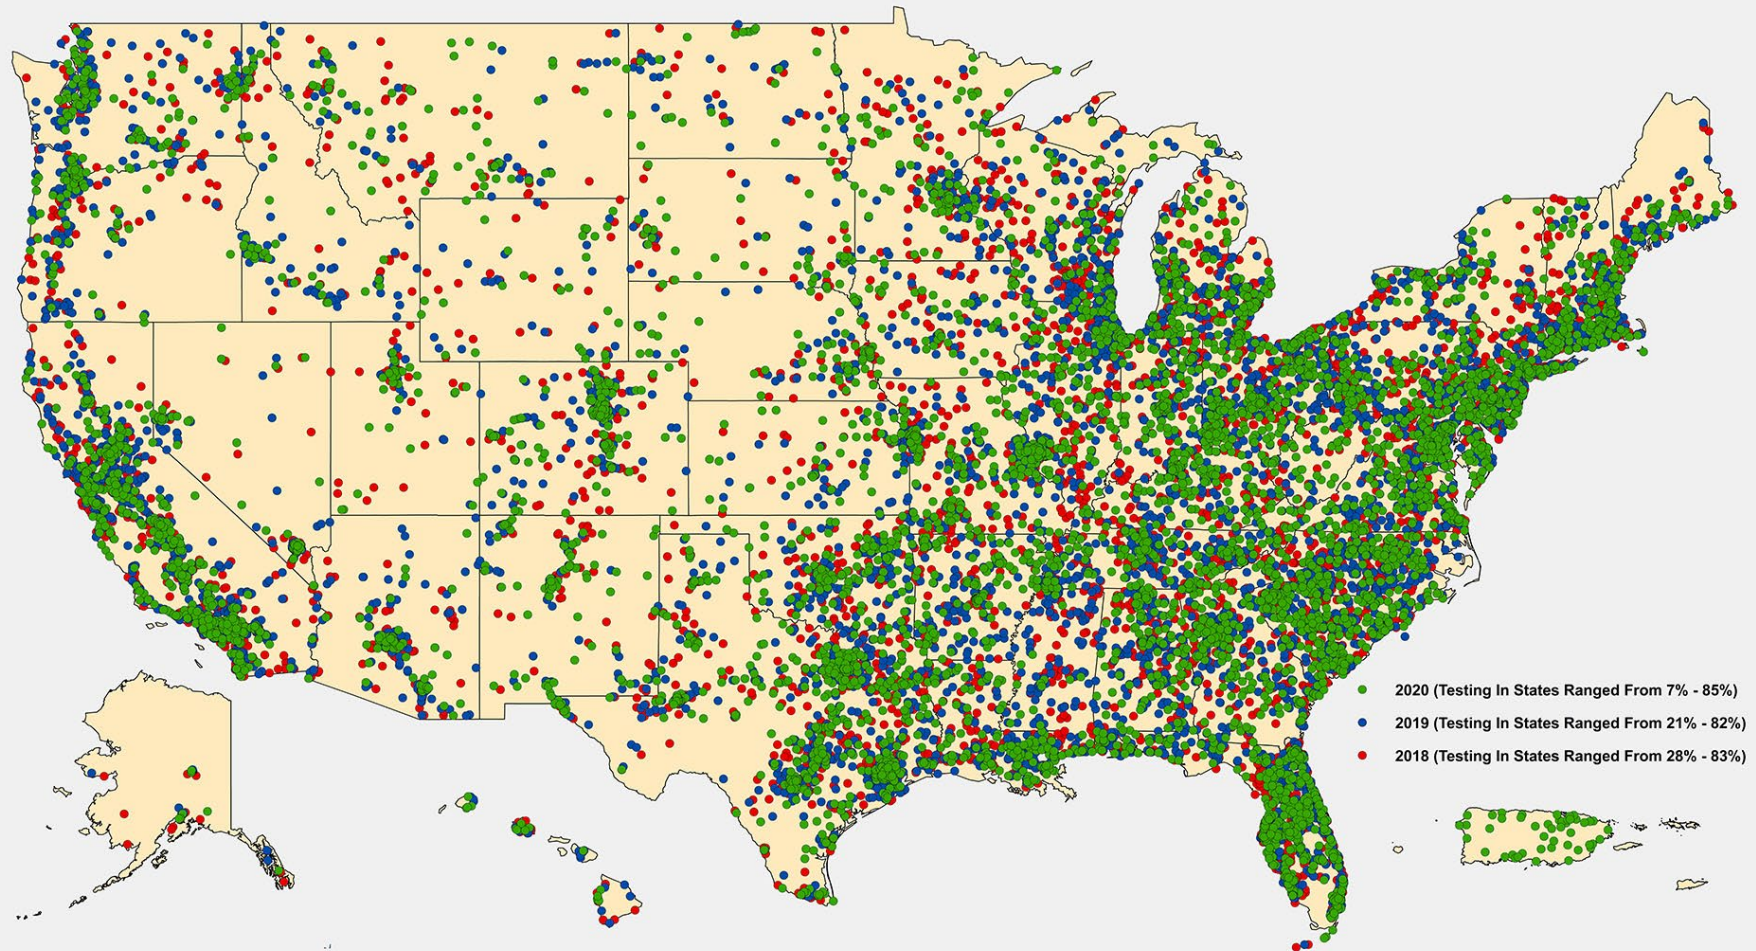 2020 (Testing In States Ranged From 7% - 85%)
2019 (Testing In States Ranged From 21% - 82%)
2018 (Testing In States Ranged From 28% - 83%)